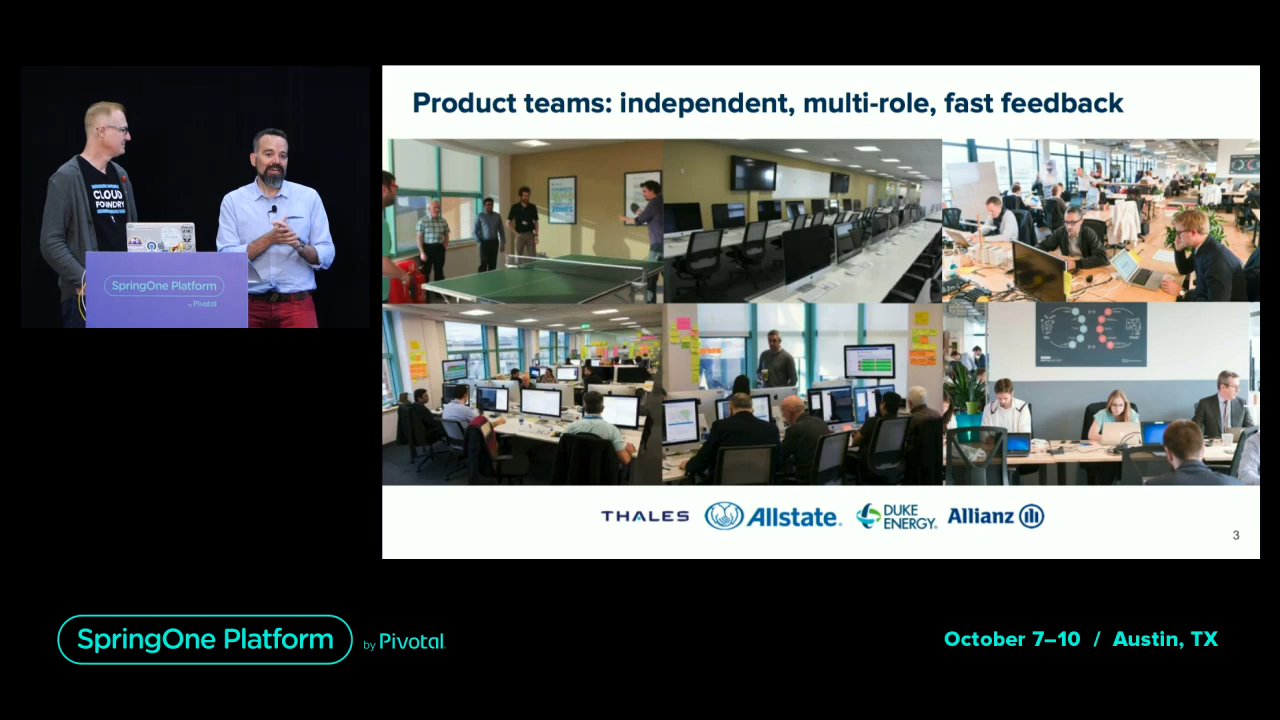 Product teams: independent, multi-role, fast feedback
CLOUD
FOUNDRY
SpringOne Platform
by Pivotal
ZONES
THALES
Allstate.
DUKE
ENERGY.
Allianz
3
SpringOne Platform by Pivotal.
October 7–10 / Austin, TX